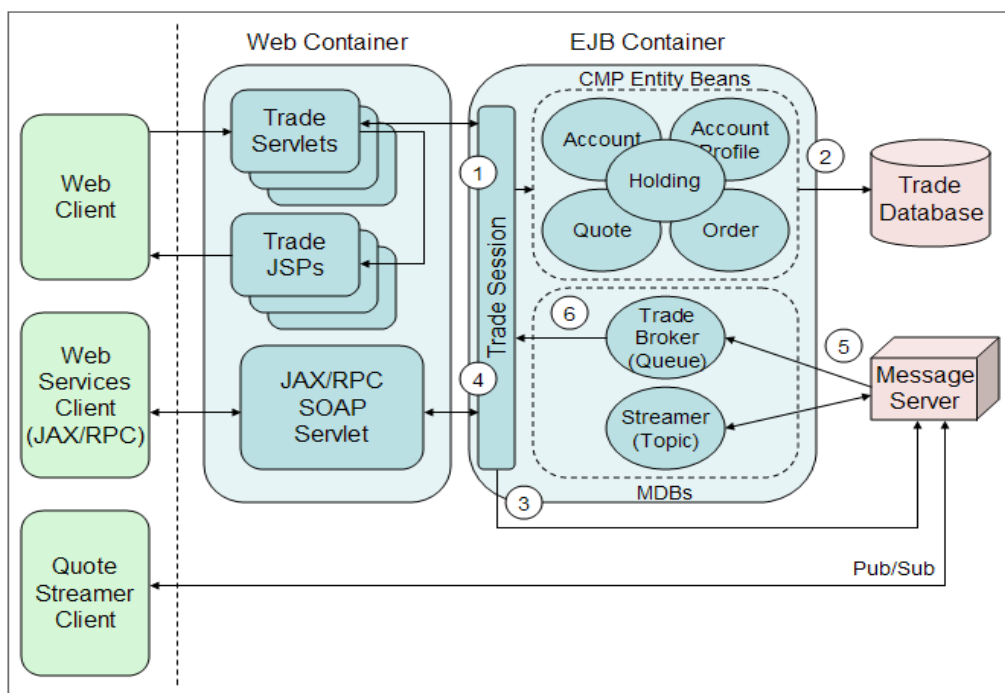 Web Container
EJB Container
CMP Entity Beans
Web
Client
Trade
Servlets
Trade
JSPs
Trade Session
1
Account
Account
Profile
Holding
Quote
Order
2
Trade
Database
Web
Services
Client
(JAX/RPC)
JAX/RPC
SOAP
Servlet
4
6
Trade
Broker
(Queue)
Streamer
(Topic)
MDBs
5
Message
Server
3
Quote
Streamer
Client
Pub/Sub